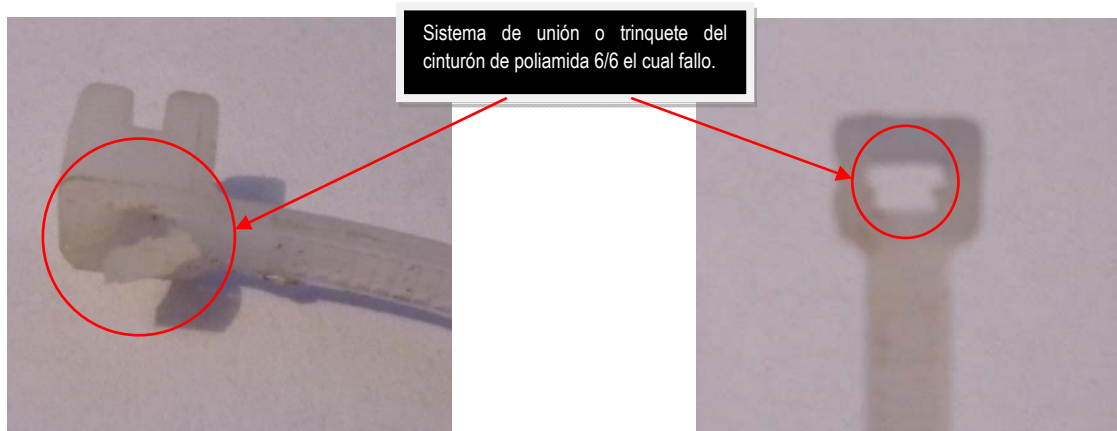 Sistema de unión o trinquete del
cinturón de poliamida 6/6 el cual fallo.